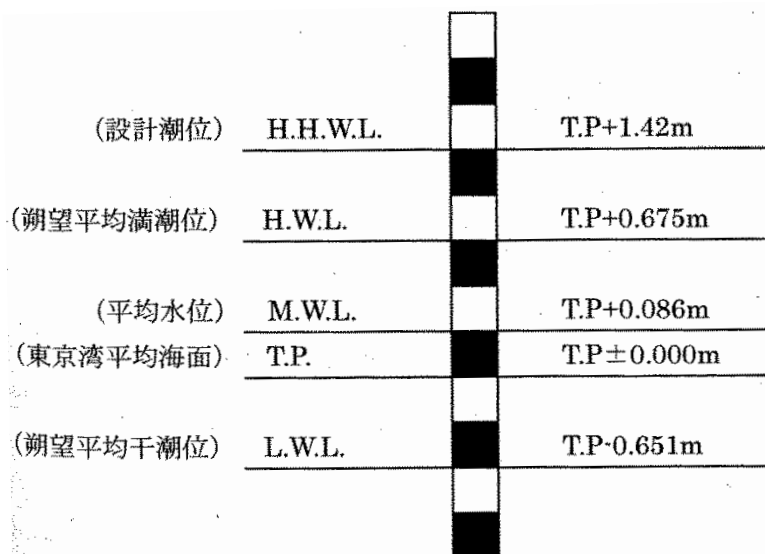 (設計潮位) H.H.W.L. T.P+1.42m
(朔望平均満潮位) H.W.L. T.P+0.675m
(平均水位) M.W.L. T.P+0.086m
(東京湾平均海面) T.P. T.P±0.000m
(朔望平均干潮位) L.W.L. T.P-0.651m